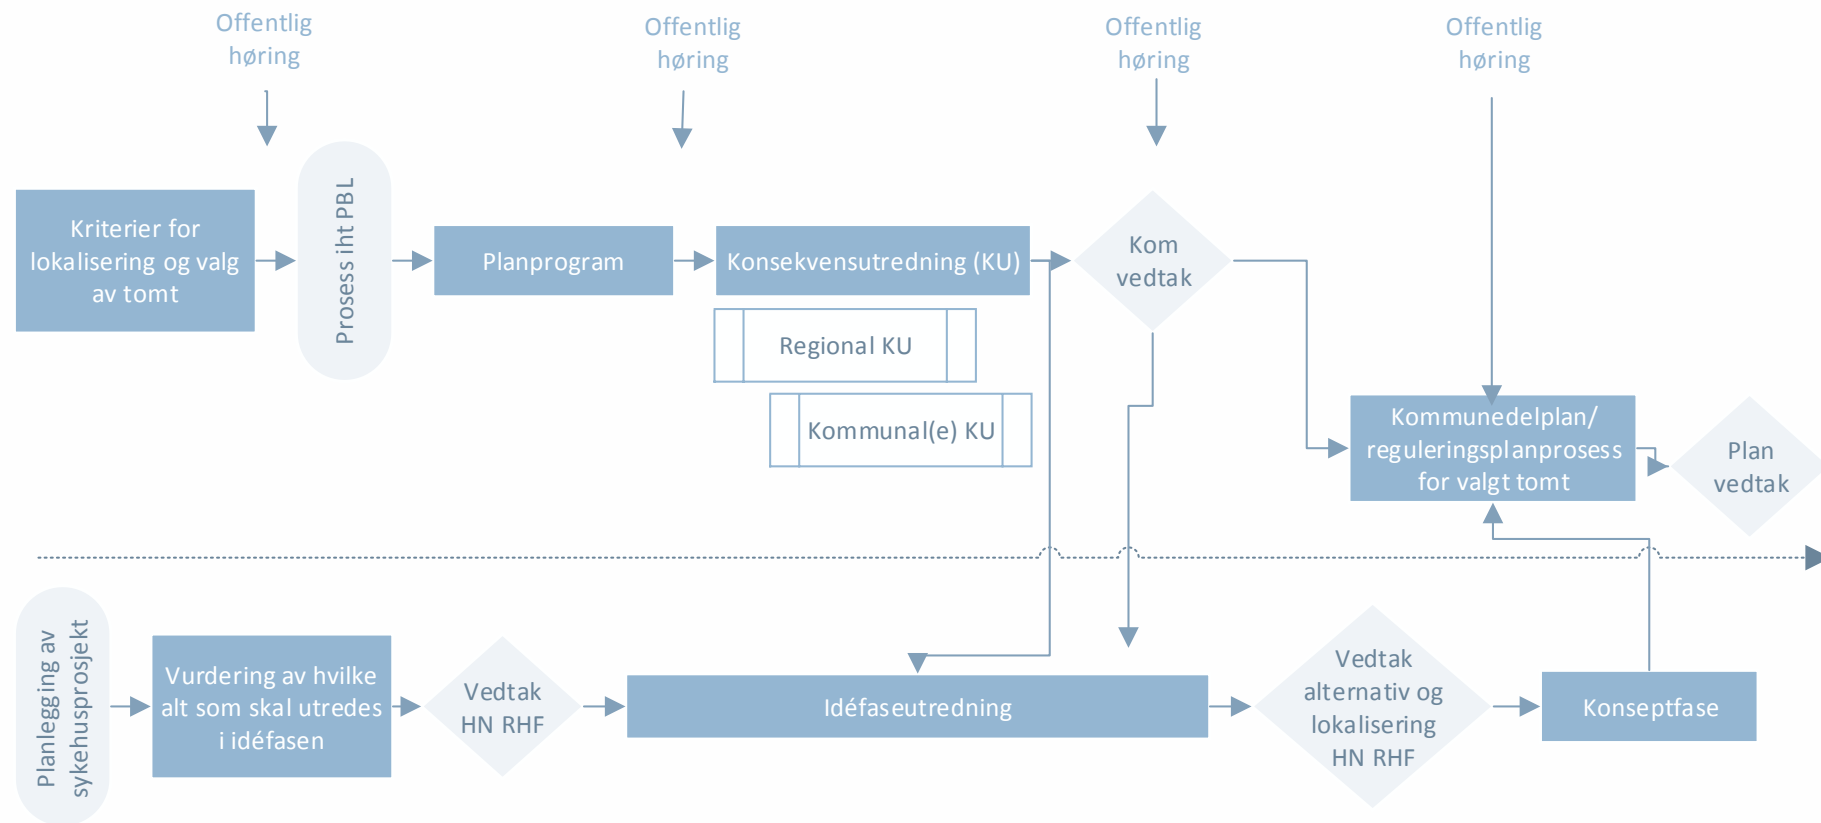 Offentlig
høring
Offentlig
høring
Offentlig
høring
Offentlig
høring
Kriterier for
lokalisering og valg
av tomt
Prosess iht PBL
Planprogram
Konsekvensutredning (KU)
Regional KU
Kommunal(e) KU
Kom
vedtak
Kommunedelplan/
reguleringsplanprosess
for valgt tomt
Plan
vedtak
Planlegging av
sykehusprosjekt
Vurdering av hvilke
alt som skal utredes
i idéfasen
Vedtak
HN RHF
Idéfaseutredning
Vedtak
alternativ og
lokalisering
HN RHF
Konseptfase